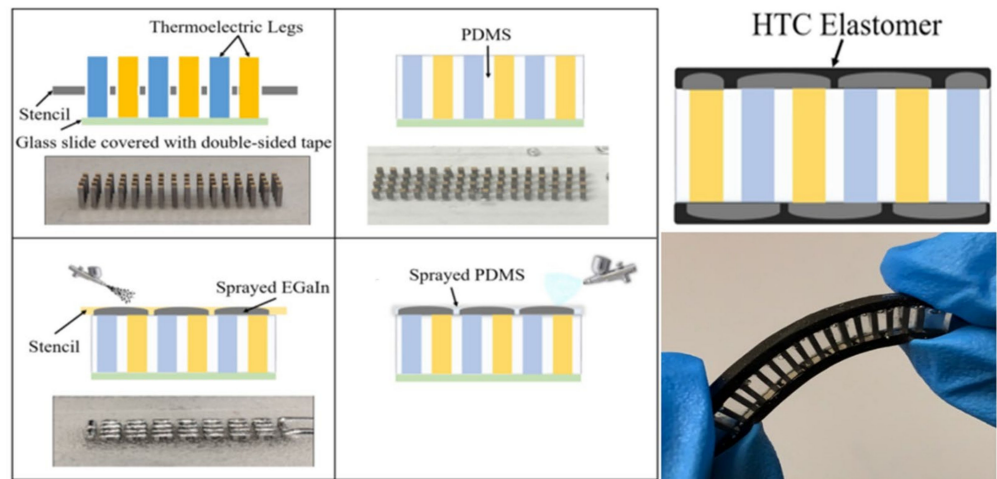 Thermoelectric Legs
Stencil
Glass slide covered with double-sided tape
PDMS
HTC Elastomer
Sprayed EGaIn
Stencil
Sprayed PDMS